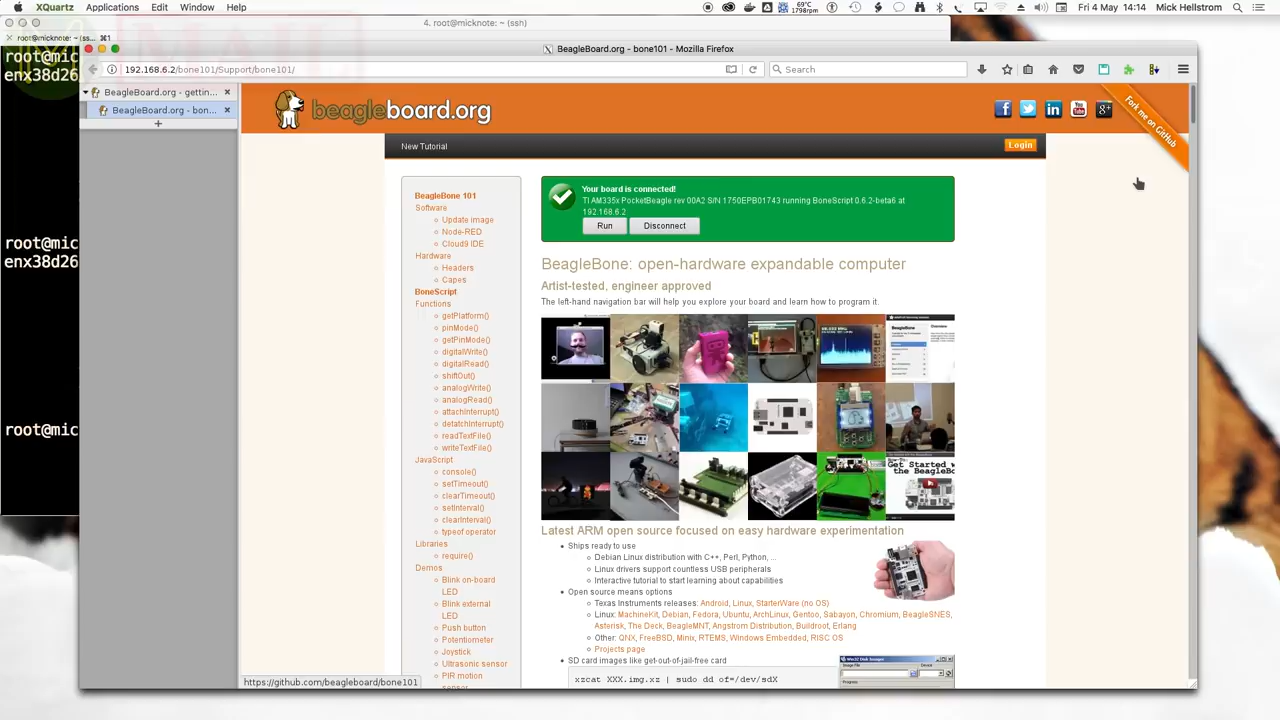 XQuartz Applications Edit Window Help
69°C
1798rpm
Fri 4 May 14:14 Mick Hellstrom
4. root@micknote: ~ (ssh)
root@micknote: ~ (ss... ⌘1
root@mic
enx38d26
root@mic
enx38d26
root@mic
BeagleBoard.org - bone101 - Mozilla Firefox
192.168.6.2/bone101/Support/bone101/
Search
BeagleBoard.org - gettin...
BeagleBoard.org - bon...
beagleboard.org
Fork me on GitHub
New Tutorial
Login
BeagleBone 101
Software
Update image
Node-RED
Cloud9 IDE
Hardware
Headers
Capes
BoneScript
Functions
getPlatform()
pinMode()
getPinMode()
digitalWrite()
digitalRead()
shiftOut()
analogWrite()
analogRead()
attachInterrupt()
detatchInterrupt()
readTextFile()
writeTextFile()
JavaScript
console()
setTimeout()
clearTimeout()
setInterval()
clearInterval()
typeof operator
Libraries
require()
Demos
Blink on-board
LED
Blink external
LED
Push button
Potentiometer
Joystick
Ultrasonic sensor
PIR motion
sensor
Your board is connected!
TI AM335x PocketBeagle rev 00A2 S/N 1750EPB01743 running BoneScript 0.6.2-beta6 at
192.168.6.2
Run Disconnect
BeagleBone: open-hardware expandable computer
Artist-tested, engineer approved
The left-hand navigation bar will help you explore your board and learn how to program it.
Get Started w
the BeagleBo
Latest ARM open source focused on easy hardware experimentation
Ships ready to use
Debian Linux distribution with C++, Perl, Python, ...
Linux drivers support countless USB peripherals
Interactive tutorial to start learning about capabilities
Open source means options
Texas Instruments releases: Android, Linux, StarterWare (no OS)
Linux: MachineKit, Debian, Fedora, Ubuntu, ArchLinux, Gentoo, Sabayon, Chromium, BeagleSNES,
Asterisk, The Deck, BeagleMNT, Angstrom Distribution, Buildroot, Erlang
Other: QNX, FreeBSD, Minix, RTEMS, Windows Embedded, RISC OS
Projects page
SD card images like get-out-of-jail-free card
xzcat XXX.img.xz | sudo dd of=/dev/sdX
Win32 Disk Imager
https://github.com/beagleboard/bone101